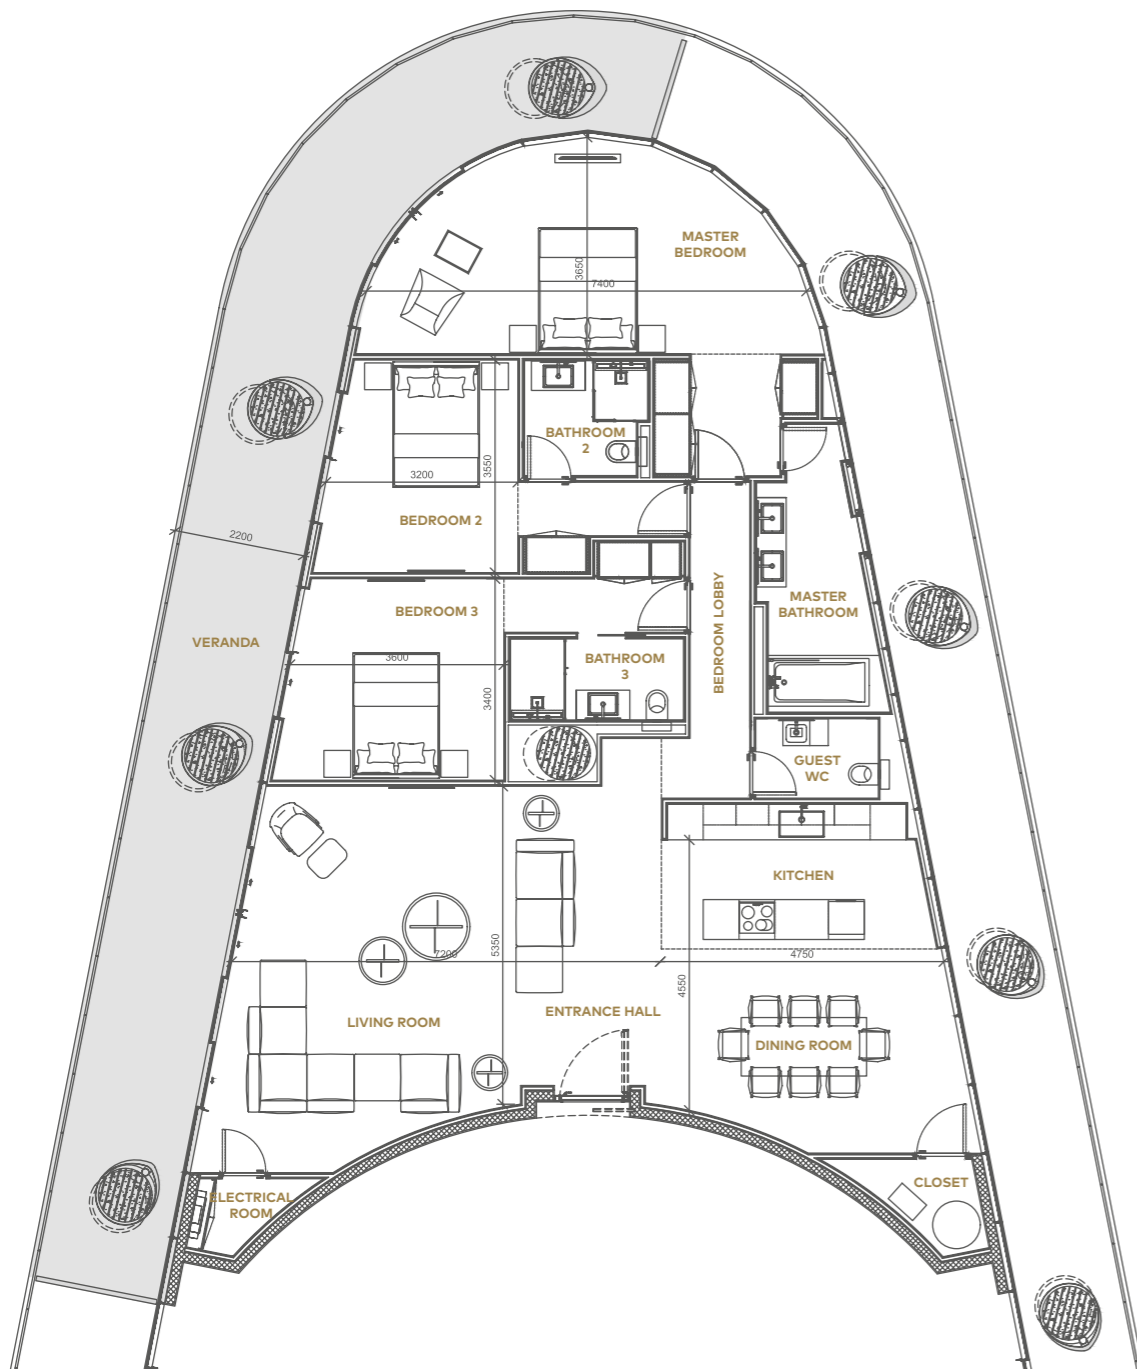 MASTER
BEDROOM
3650
7400
BATHROOM
2
3550
3200
BEDROOM 2
2200
BEDROOM 3
BEDROOM LOBBY
MASTER
BATHROOM
VERANDA
3600
BATHROOM
3
3400
GUEST
WC
KITCHEN
7200
5350
4750
4550
ENTRANCE HALL
LIVING ROOM
DINING ROOM
CLOSET
ELECTRICAL
ROOM